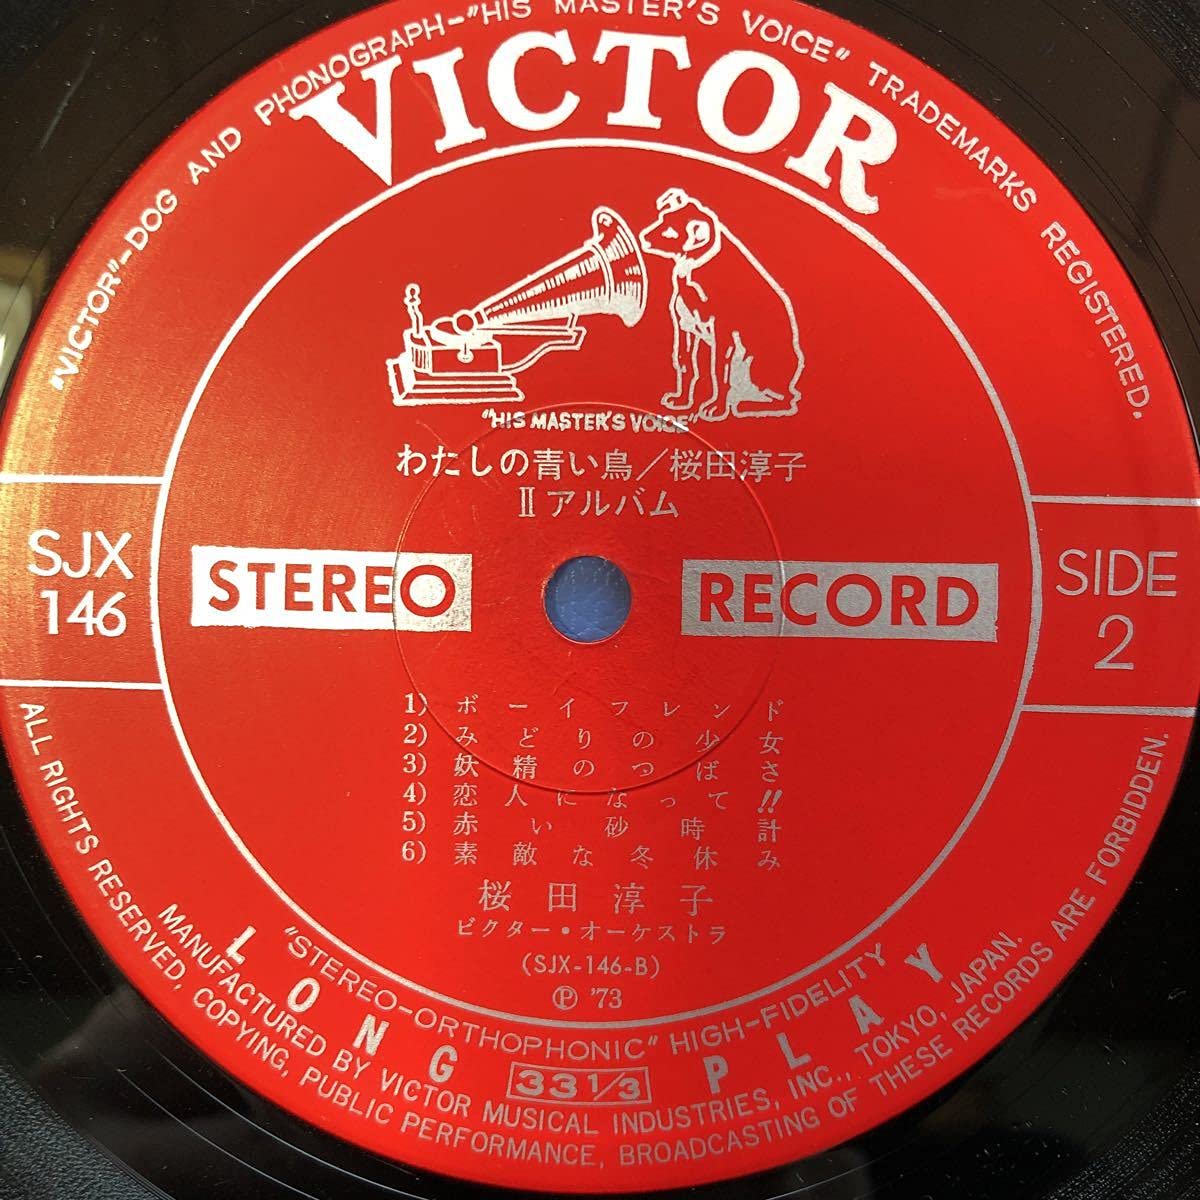 "VICTOR"-DOG AND PHONOGRAPH-"HIS MASTER'S VOICE" TRADEMARKS REGISTERED.
VICTOR
"HIS MASTER'S VOICE"
わたしの青い鳥／桜田淳子
IIアルバム
SJX
146
STEREO RECORD
SIDE
2
1) ボーイフレンド
2) みどりの少女
3) 妖精のつばさ
4) 恋人になって!!
5) 赤い砂時計
6) 素敵な冬休み
桜田淳子
ビクター・オーケストラ
(SJX-146-B)
Ⓟ '73
"STEREO-ORTHOPHONIC" HIGH-FIDELITY
LONG PLAY
33 1/3
MANUFACTURED BY VICTOR MUSICAL INDUSTRIES, INC., TOKYO, JAPAN.
ALL RIGHTS RESERVED, COPYING, PUBLIC PERFORMANCE, BROADCASTING OF THESE RECORDS ARE FORBIDDEN.